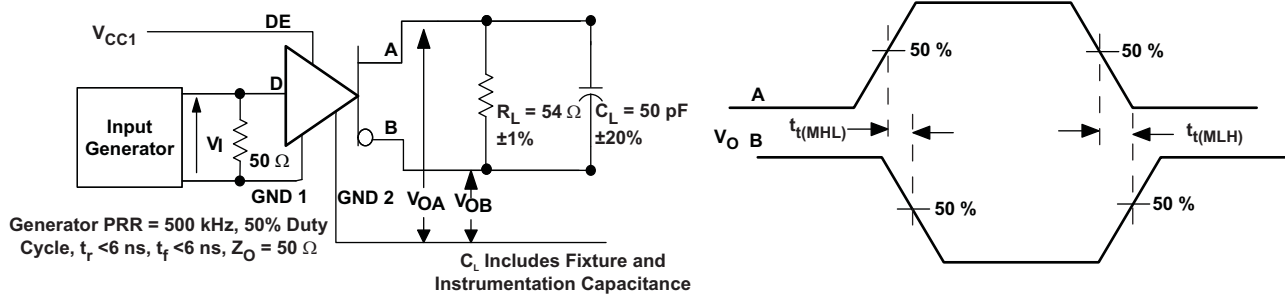 DE
V_CC1
A
D
Input
Generator
V_I
50 Ω
R_L = 54 Ω
±1%
C_L = 50 pF
±20%
B
GND 1
GND 2
V_OA
V_OB
Generator PRR = 500 kHz, 50% Duty
Cycle, t_r <6 ns, t_f <6 ns, Z_O = 50 Ω
C_L Includes Fixture and
Instrumentation Capacitance
50 %
50 %
A
t_t(MHL)
t_t(MLH)
V_O B
50 %
50 %